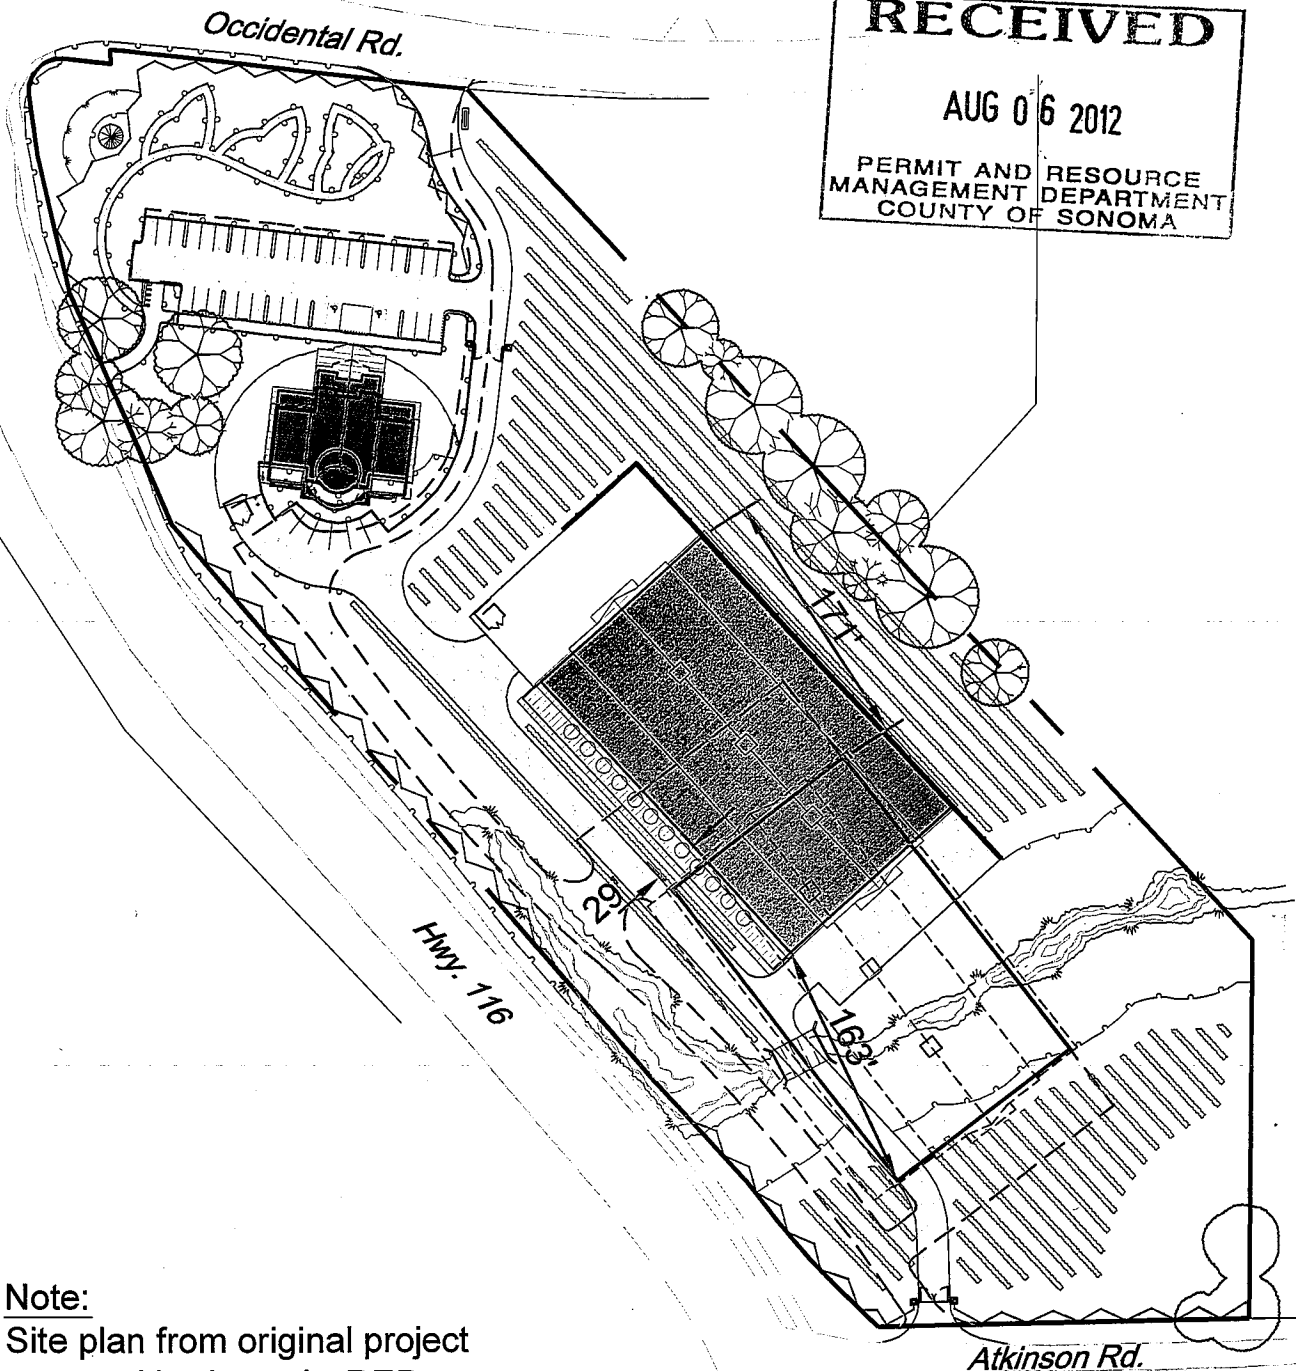 Occidental Rd.
RECEIVED
AUG 06 2012
PERMIT AND RESOURCE
MANAGEMENT DEPARTMENT
COUNTY OF SONOMA
171'
29'
Hwy. 116
163'
Note:
Site plan from original project
Atkinson Rd.